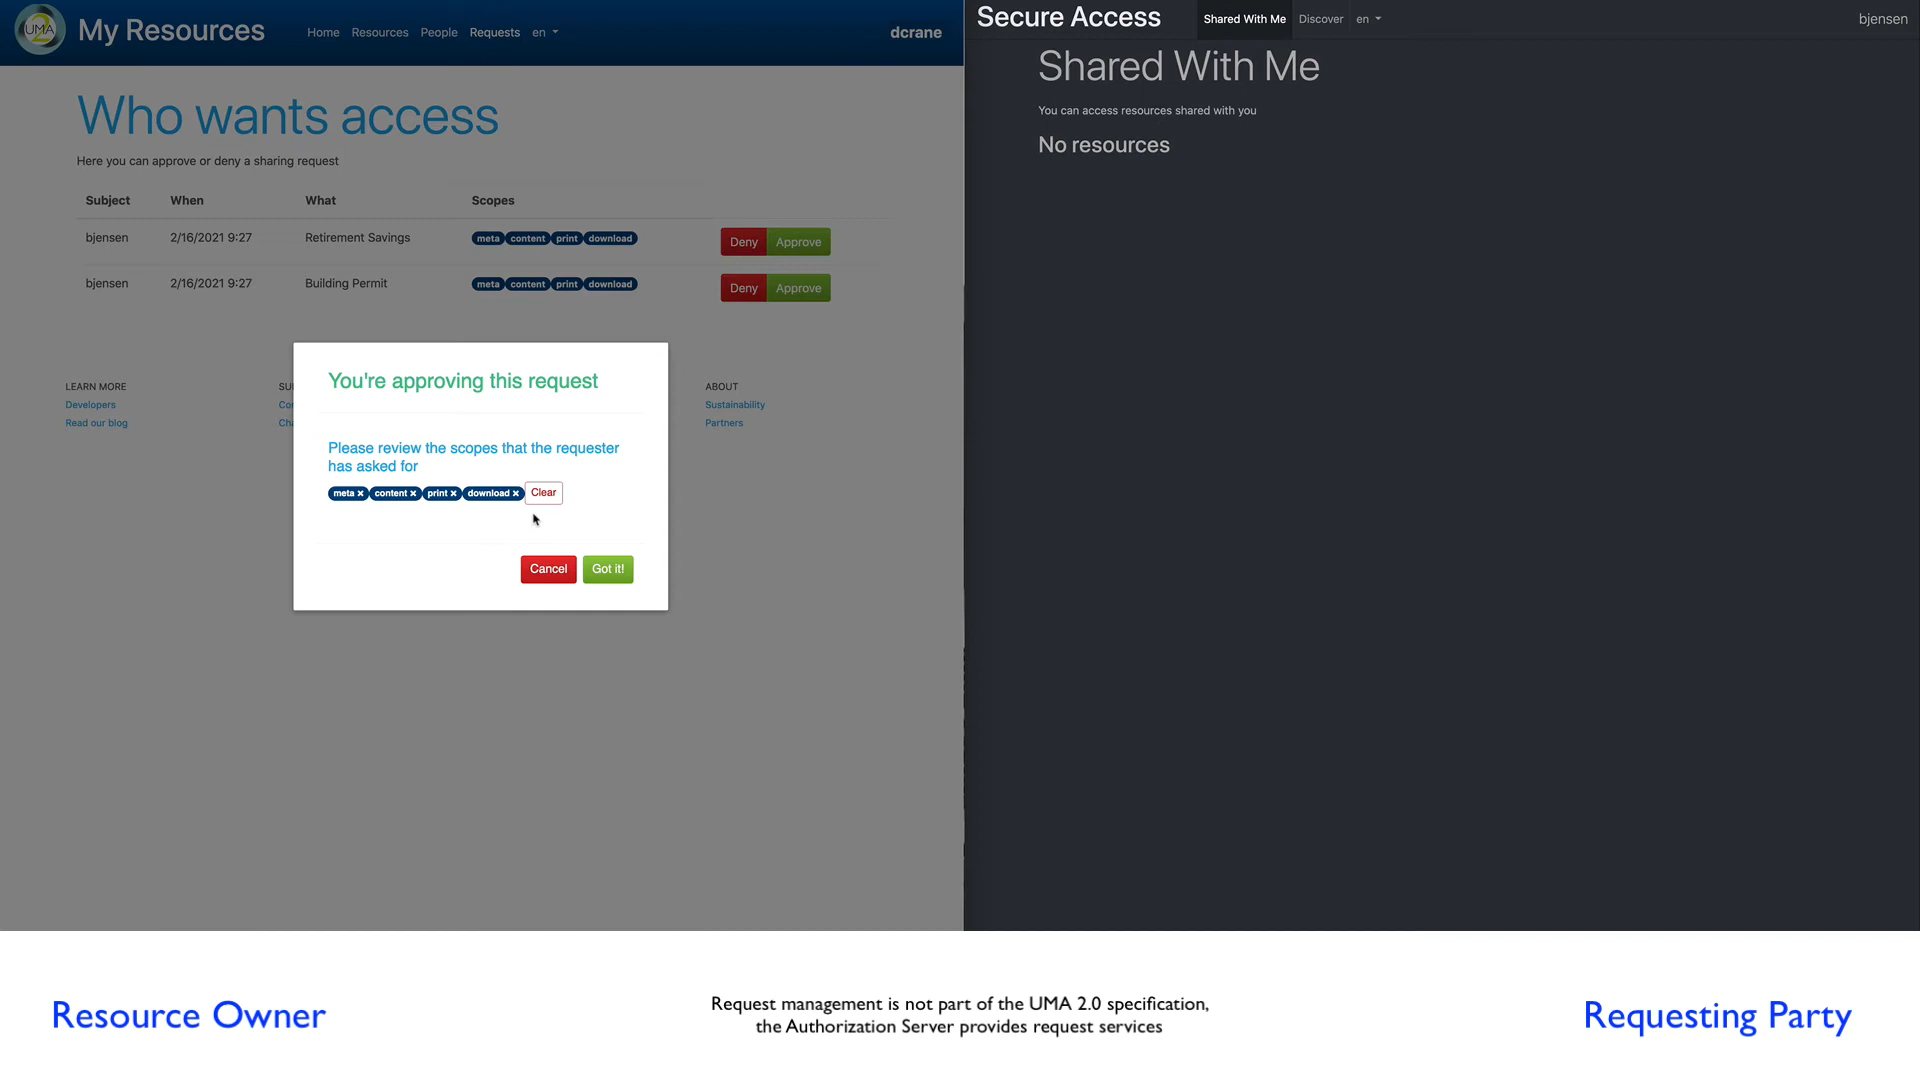 UMA
2
My Resources
Home Resources People Requests en
dcrane
Who wants access
Here you can approve or deny a sharing request
Subject When What Scopes
bjensen 2/16/2021 9:27 Retirement Savings meta content print download Deny Approve
bjensen 2/16/2021 9:27 Building Permit meta content print download Deny Approve
You're approving this request
Please review the scopes that the requester
has asked for
meta × content × print × download × Clear
Cancel Got it!
LEARN MORE
Developers
Read our blog
ABOUT
Sustainability
Partners
Secure Access
Shared With Me Discover en
bjensen
Shared With Me
You can access resources shared with you
No resources
Resource Owner
Request management is not part of the UMA 2.0 specification,
the Authorization Server provides request services
Requesting Party